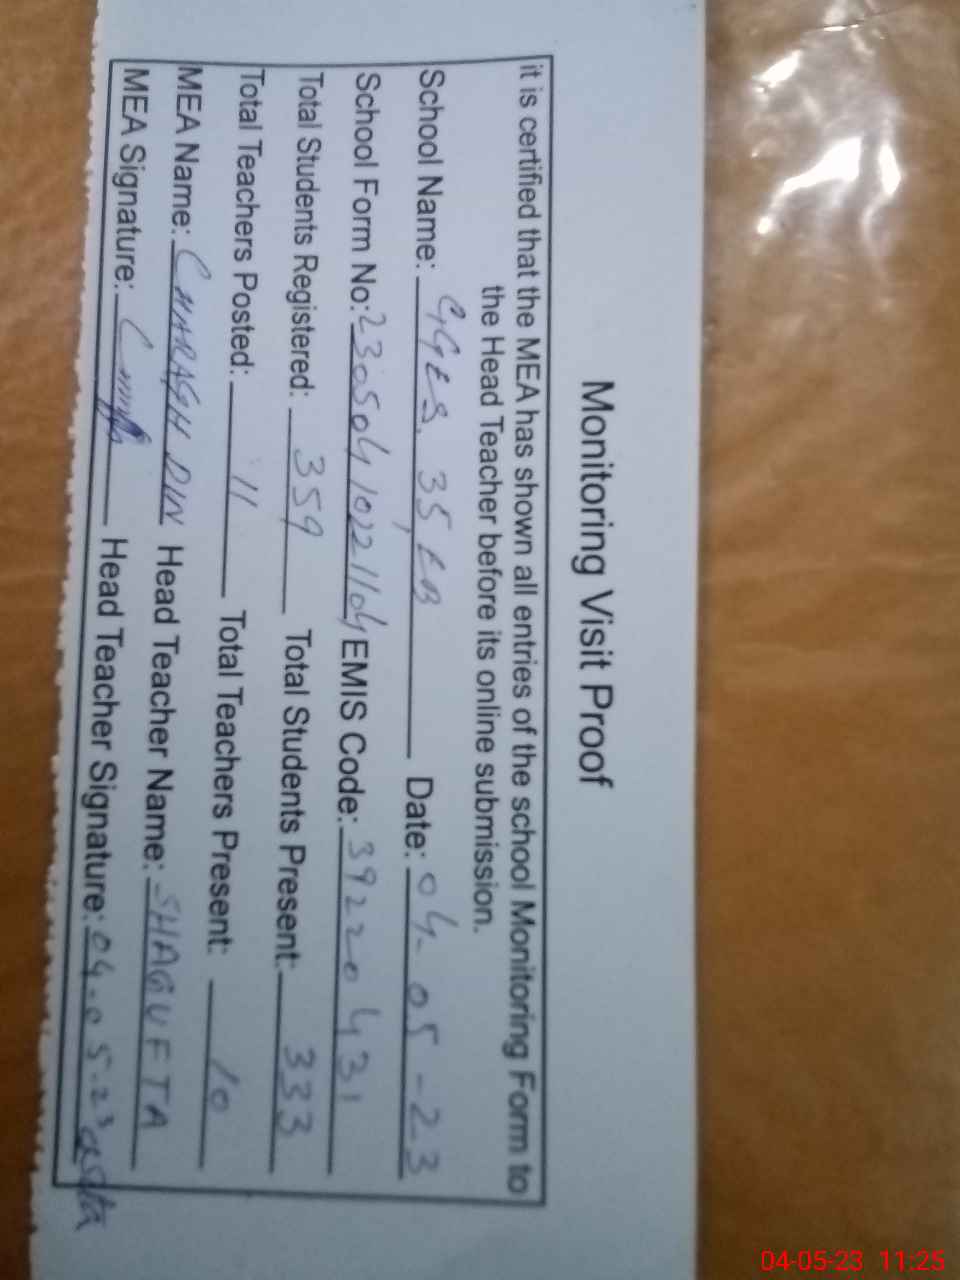 Monitoring Visit Proof
it is certified that the MEA has shown all entries of the school Monitoring Form to
the Head Teacher before its online submission.
School Name: GGES. 35 EB Date: 04-05-23
School Form No: 23050410221104 EMIS Code: 39220431
Total Students Registered: 359 Total Students Present: 333
Total Teachers Posted: 11 Total Teachers Present: 10
MEA Name: CHARAGH DIN Head Teacher Name: SHAGUFTA
MEA Signature: Head Teacher Signature: 04.05.23
04-05-23 11:25